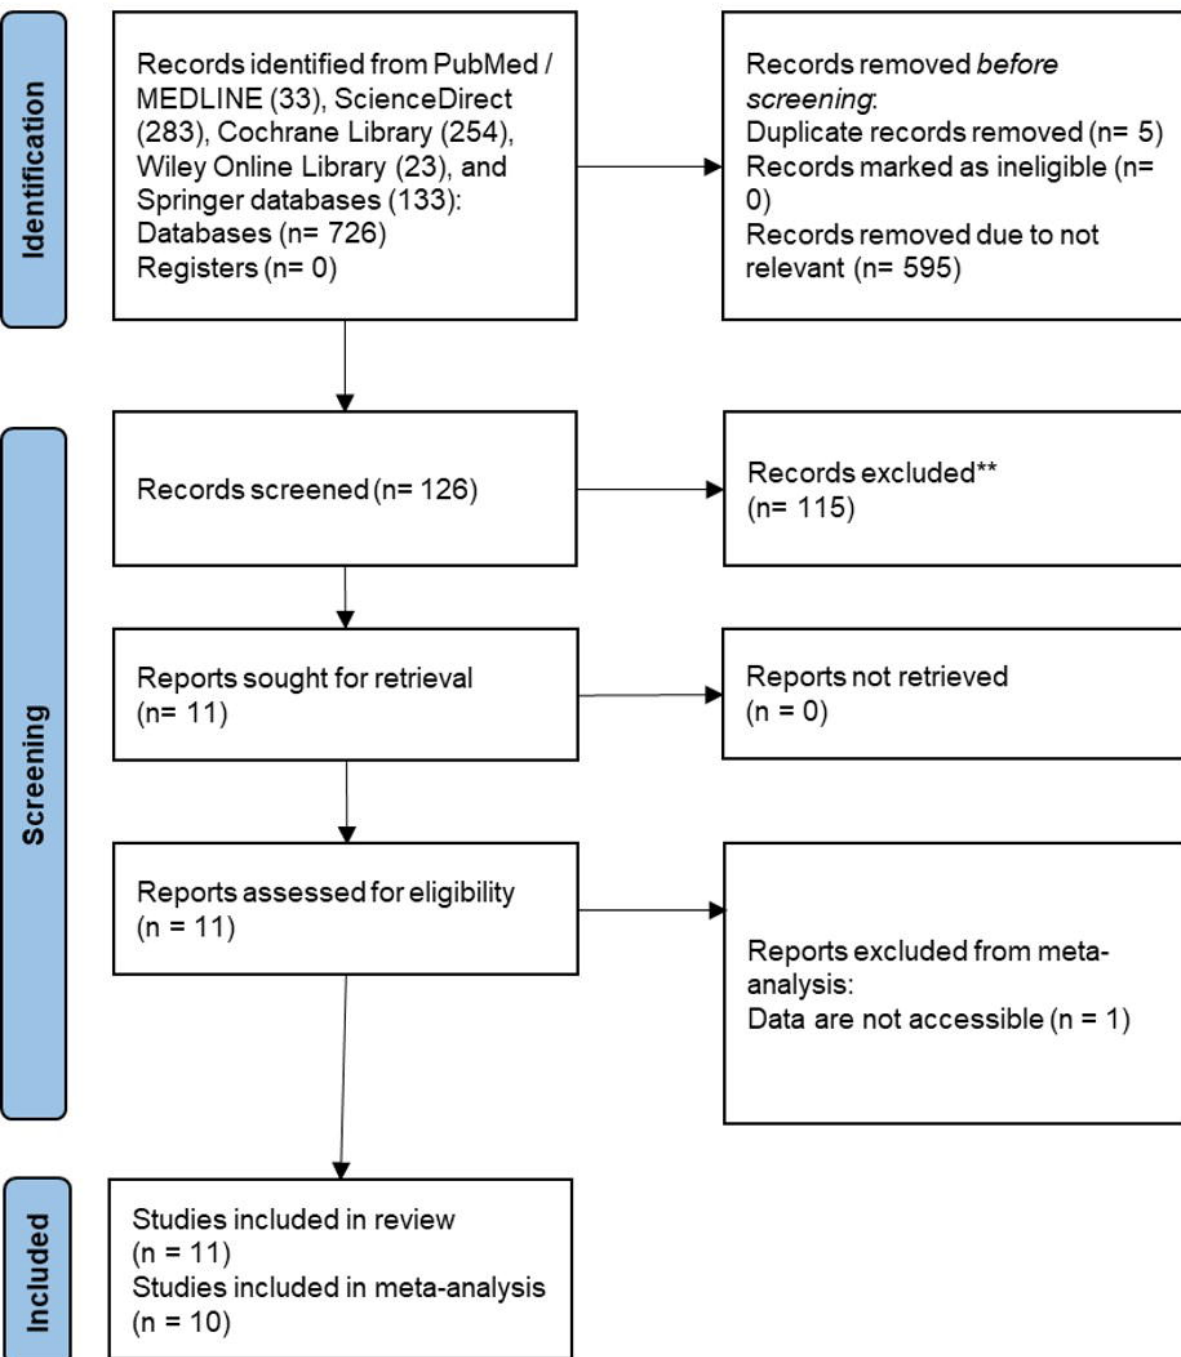 Identification
Records identified from PubMed /
MEDLINE (33), ScienceDirect
(283), Cochrane Library (254),
Wiley Online Library (23), and
Springer databases (133):
Databases (n= 726)
Registers (n= 0)
Records removed before
screening:
Duplicate records removed (n= 5)
Records marked as ineligible (n=
0)
Records removed due to not
relevant (n= 595)
Screening
Records screened (n= 126)
Records excluded**
(n= 115)
Reports sought for retrieval
(n= 11)
Reports not retrieved
(n = 0)
Reports assessed for eligibility
(n = 11)
Reports excluded from meta-
analysis:
Data are not accessible (n = 1)
Included
Studies included in review
(n = 11)
Studies included in meta-analysis
(n = 10)